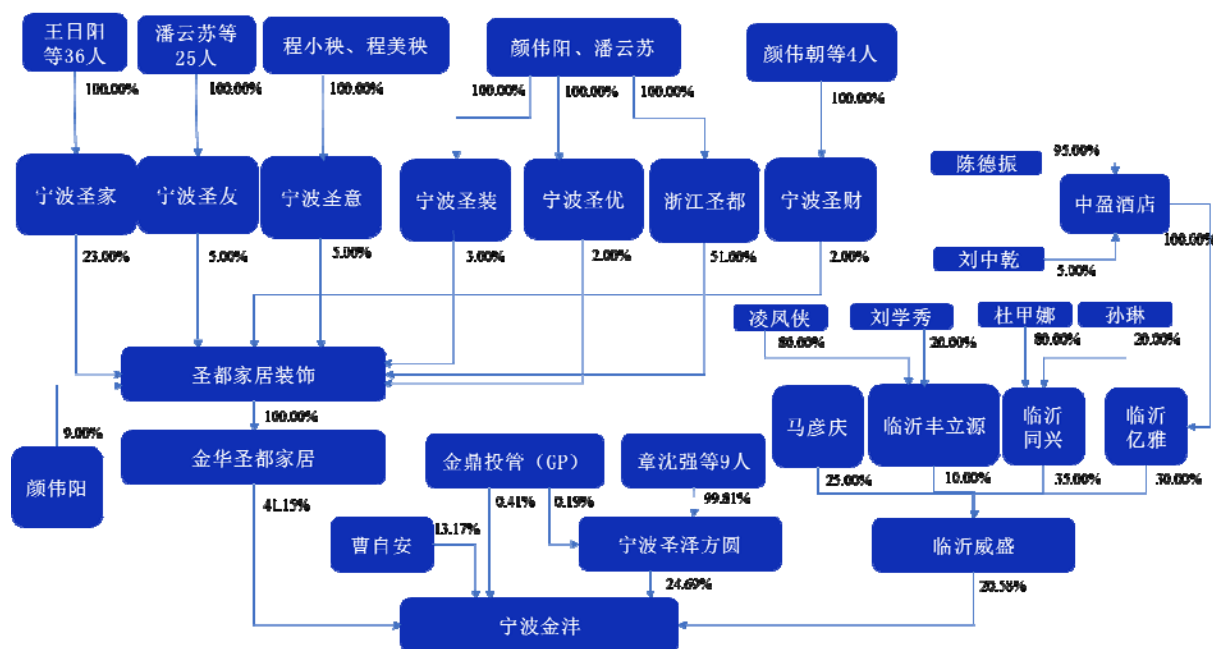 王日阳
等36人
潘云苏等
25人
程小秧、程美秧
颜伟阳、潘云苏
颜伟朝等4人
100.00%
100.00%
100.00%
100.00%
100.00%
100.00%
100.00%
陈德振
95.00%
宁波圣家
宁波圣友
宁波圣意
宁波圣装
宁波圣优
浙江圣都
宁波圣财
中盈酒店
100.00%
刘中乾
5.00%
23.00%
5.00%
5.00%
3.00%
2.00%
51.00%
2.00%
凌凤侠
刘学秀
杜甲娜
孙琳
80.00%
20.00%
80.00%
20.00%
圣都家居装饰
100.00%
9.00%
颜伟阳
马彦庆
临沂丰立源
临沂
同兴
临沂
亿雅
金华圣都家居
金鼎投管（GP）
章沈强等9人
25.00%
10.00%
35.00%
30.00%
41.15%
0.41%
0.19%
99.81%
曹自安
13.17%
宁波圣泽方圆
临沂威盛
24.69%
20.58%
宁波金沣